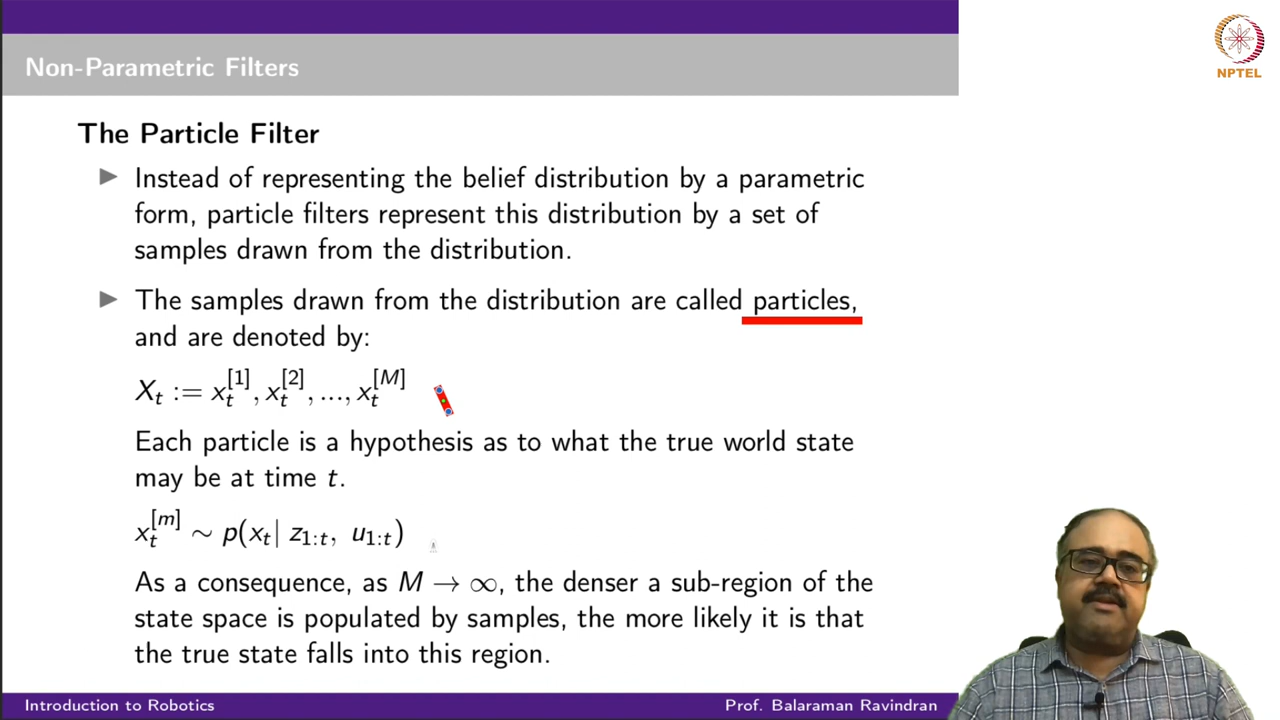 Non-Parametric Filters
NPTEL
The Particle Filter
Instead of representing the belief distribution by a parametric
form, particle filters represent this distribution by a set of
samples drawn from the distribution.
The samples drawn from the distribution are called particles,
and are denoted by:
X_t := x_t^[1], x_t^[2], ..., x_t^[M]
Each particle is a hypothesis as to what the true world state
may be at time t.
x_t^[m] ∼ p(x_t| z_1:t, u_1:t)
As a consequence, as M → ∞, the denser a sub-region of the
state space is populated by samples, the more likely it is that
the true state falls into this region.
Introduction to Robotics
Prof. Balaraman Ravindran